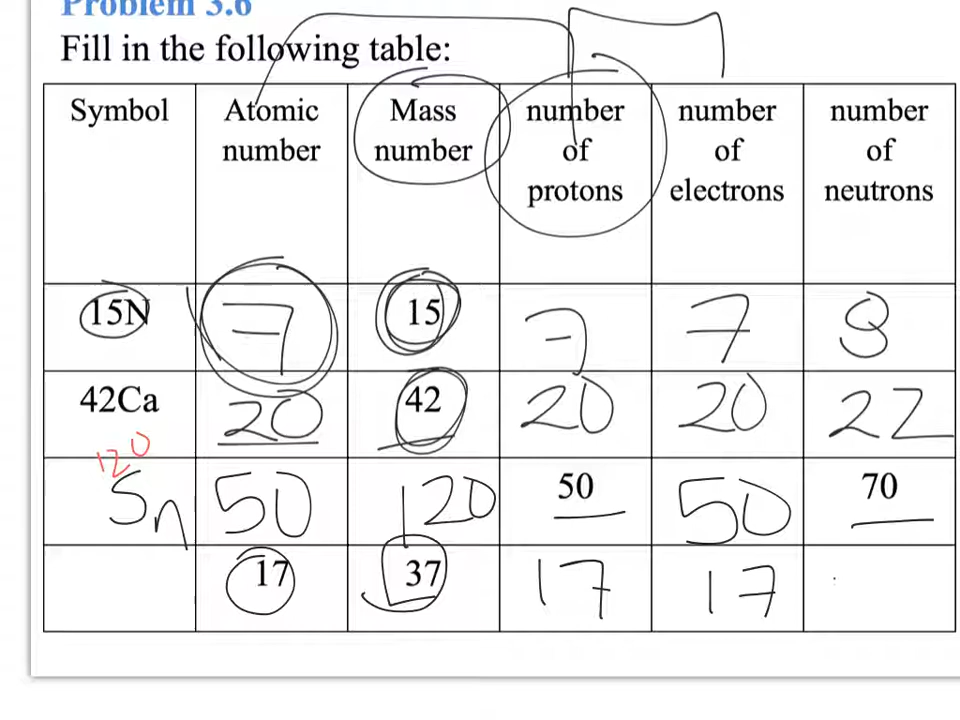 Problem 3.6
Fill in the following table:
Symbol Atomic number Mass number number of protons number of electrons number of neutrons
15N 7 15 7 7 8
42Ca 20 42 20 20 22
120Sn 50 120 50 50 70
17 37 17 17